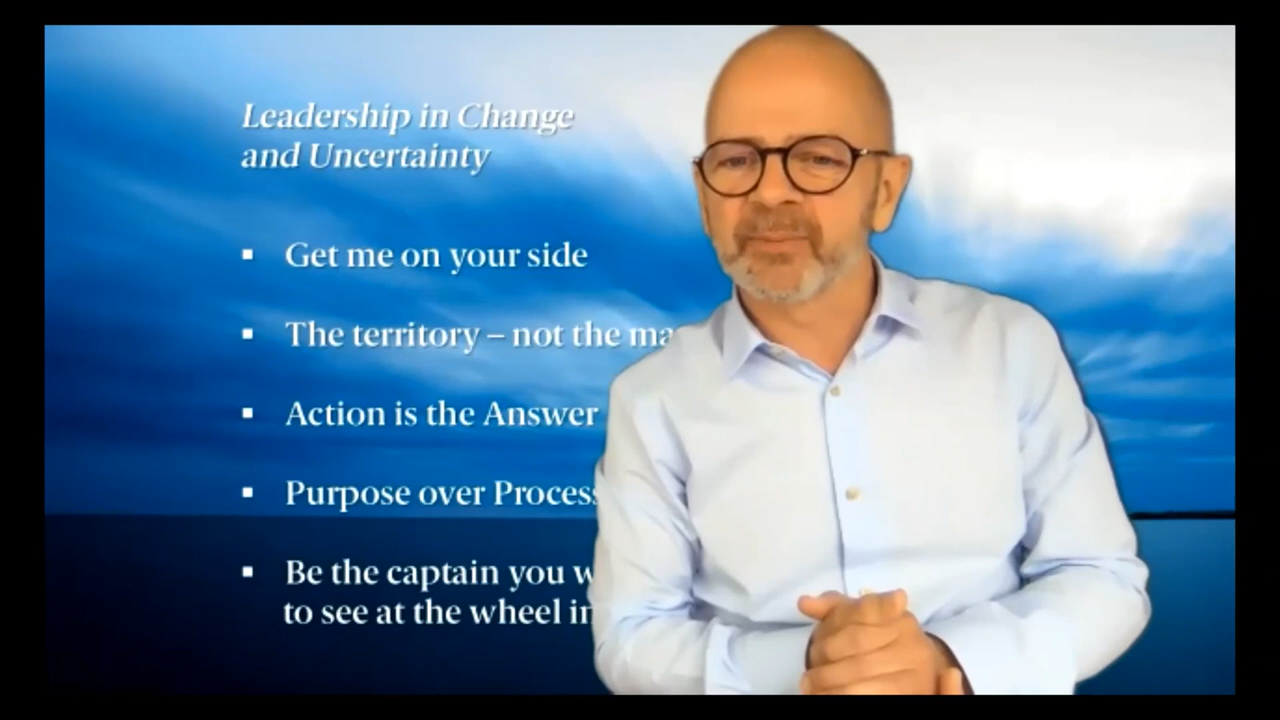 Leadership in Change
and Uncertainty
▪ Get me on your side
▪ The territory – not the
▪ Action is the Answer
▪ Purpose over Process
▪ Be the captain you
to see at the wheel in